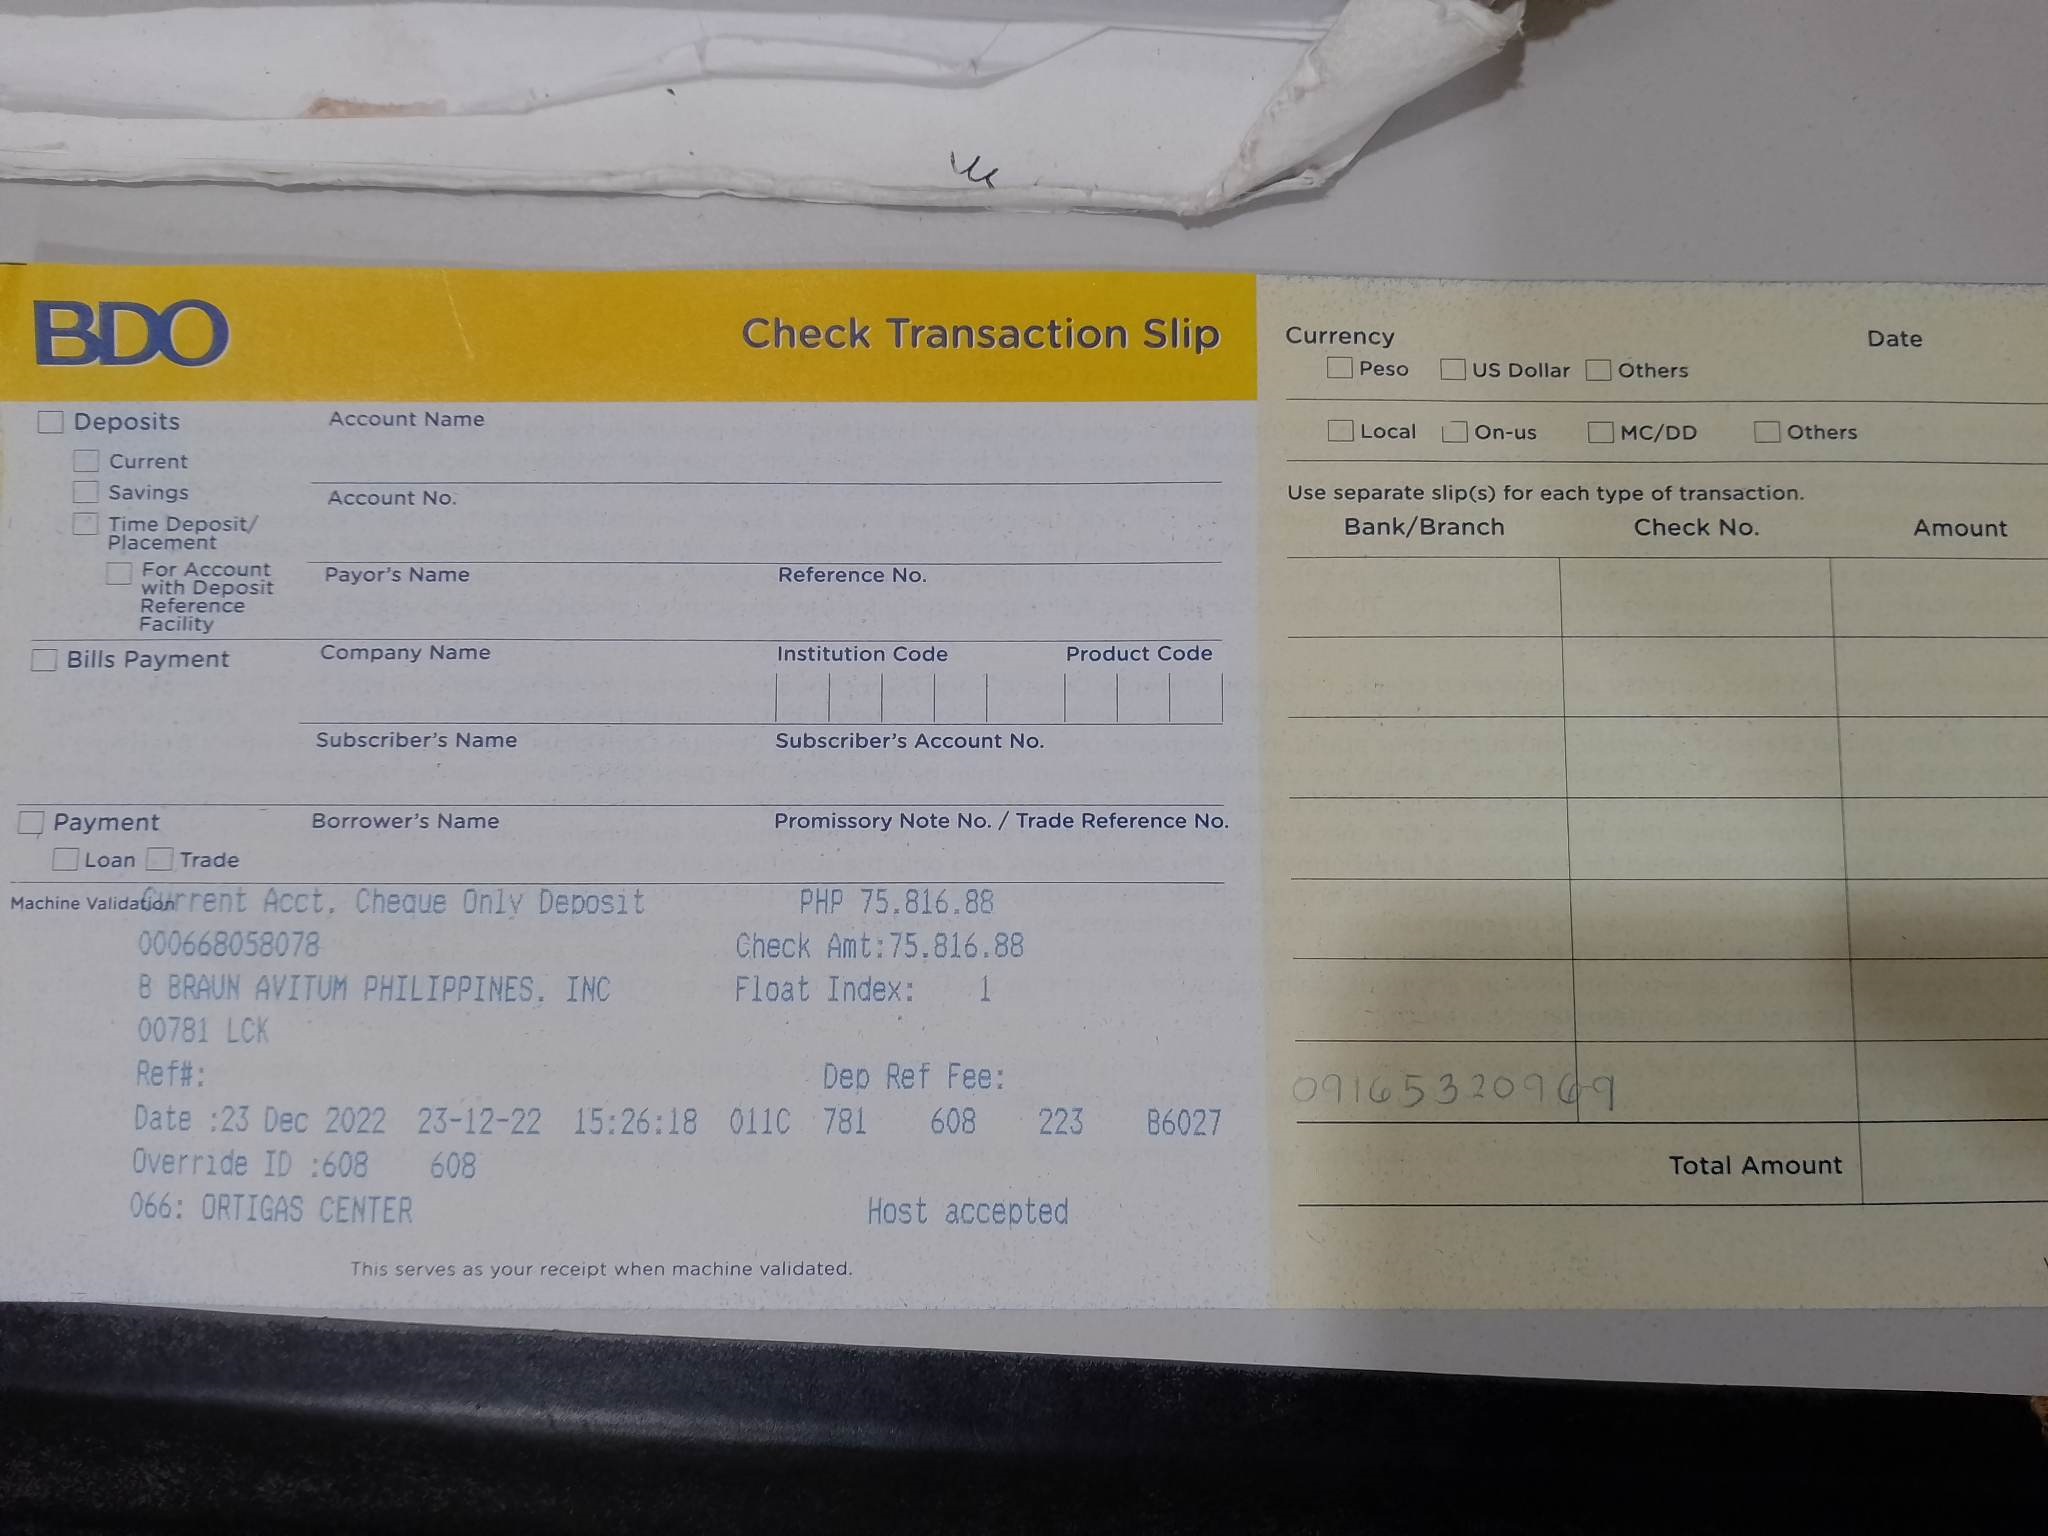 BDO
Check Transaction Slip
Currency
Date
Peso
US Dollar
Others
Deposits
Account Name
Local
On-us
MC/DD
Others
Current
Savings
Account No.
Use separate slip(s) for each type of transaction.
Time Deposit/
Placement
Bank/Branch
Check No.
Amount
For Account
with Deposit
Reference
Facility
Payor's Name
Reference No.
Bills Payment
Company Name
Institution Code
Product Code
Subscriber's Name
Subscriber's Account No.
Payment
Borrower's Name
Promissory Note No. / Trade Reference No.
Loan
Trade
Machine Validation
Current Acct, Cheque Only Deposit PHP 75.816.88
000668058078 Check Amt:75.816.88
B BRAUN AVITUM PHILIPPINES. INC Float Index: 1
00781 LCK
Ref#: Dep Ref Fee:
09165320969
Date :23 Dec 2022 23-12-22 15:26:18 011C 781 608 223 B6027
Override ID :608 608
Total Amount
066: ORTIGAS CENTER Host accepted
This serves as your receipt when machine validated.